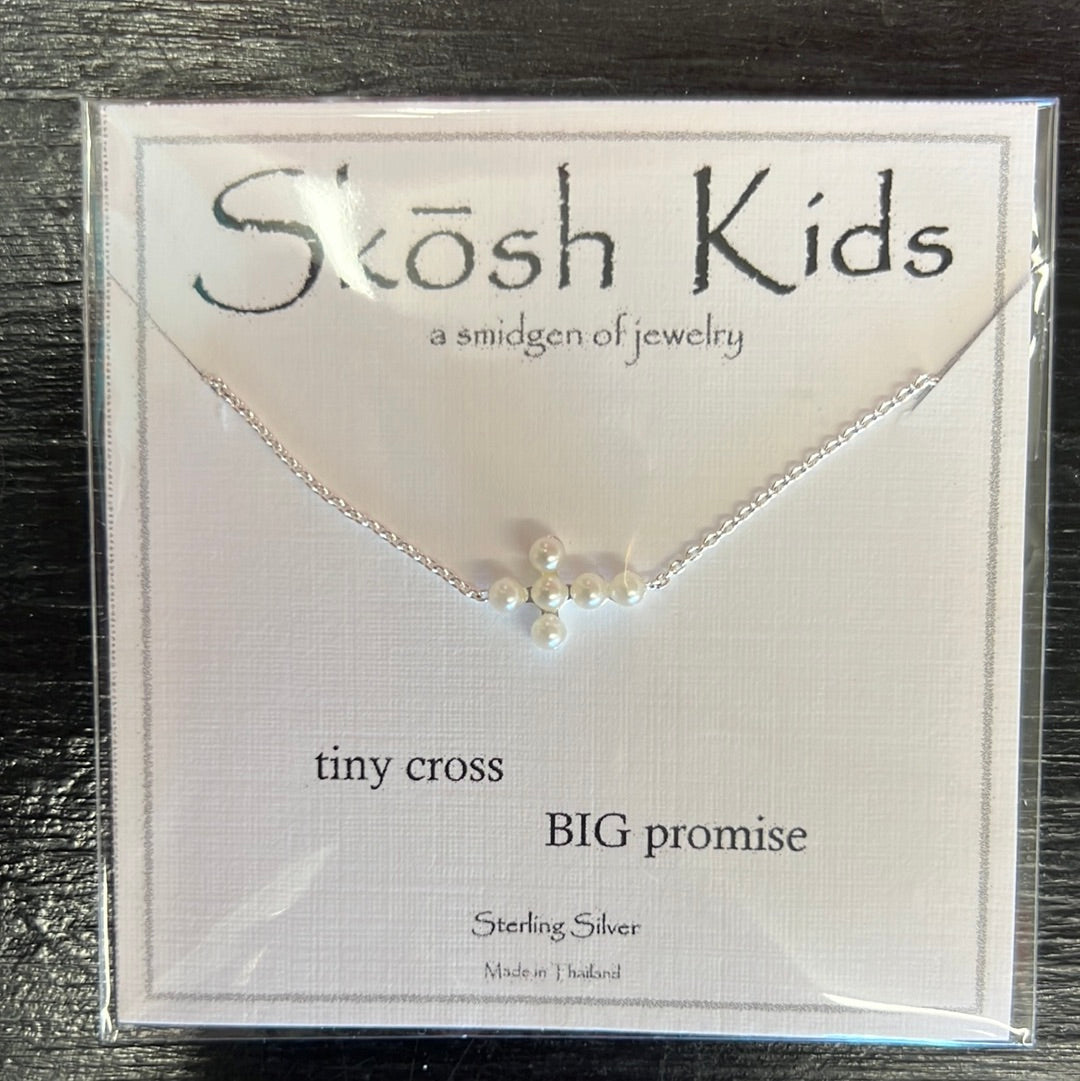 Skōsh Kids
a smidgen of jewelry
tiny cross
BIG promise
Sterling Silver
Made in Thailand